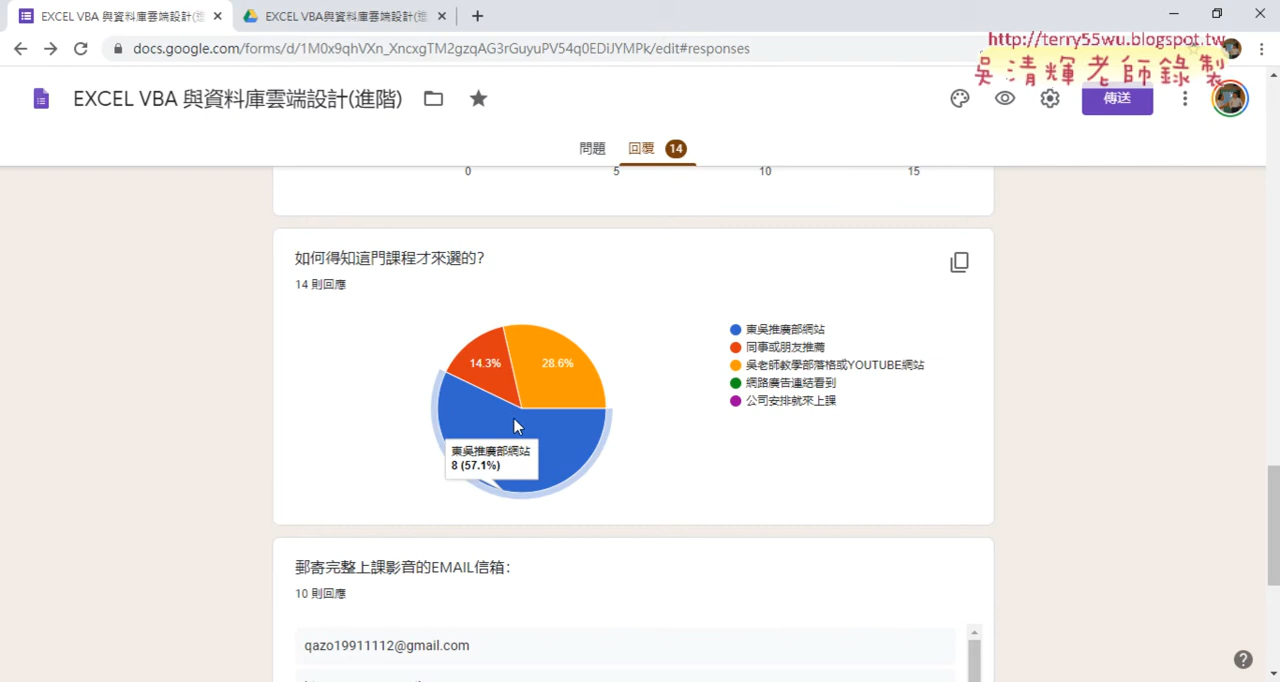 EXCEL VBA 與資料庫雲端設計(進
EXCEL VBA與資料庫雲端設計(進
docs.google.com/forms/d/1M0x9qhVXn_XncxgTM2gzqAG3rGuyuPV54q0EDiJYMPk/edit#responses
http://terry55wu.blogspot.tw
吳清輝老師錄製
EXCEL VBA 與資料庫雲端設計(進階)
傳送
問題
回覆 14
0 5 10 15
如何得知這門課程才來選的?
14 則回應
14.3%
28.6%
東吳推廣部網站
8 (57.1%)
東吳推廣部網站
同事或朋友推薦
吳老師教學部落格或YOUTUBE網站
網路廣告連結看到
公司安排就來上課
郵寄完整上課影音的EMAIL信箱:
10 則回應
qazo19911112@gmail.com